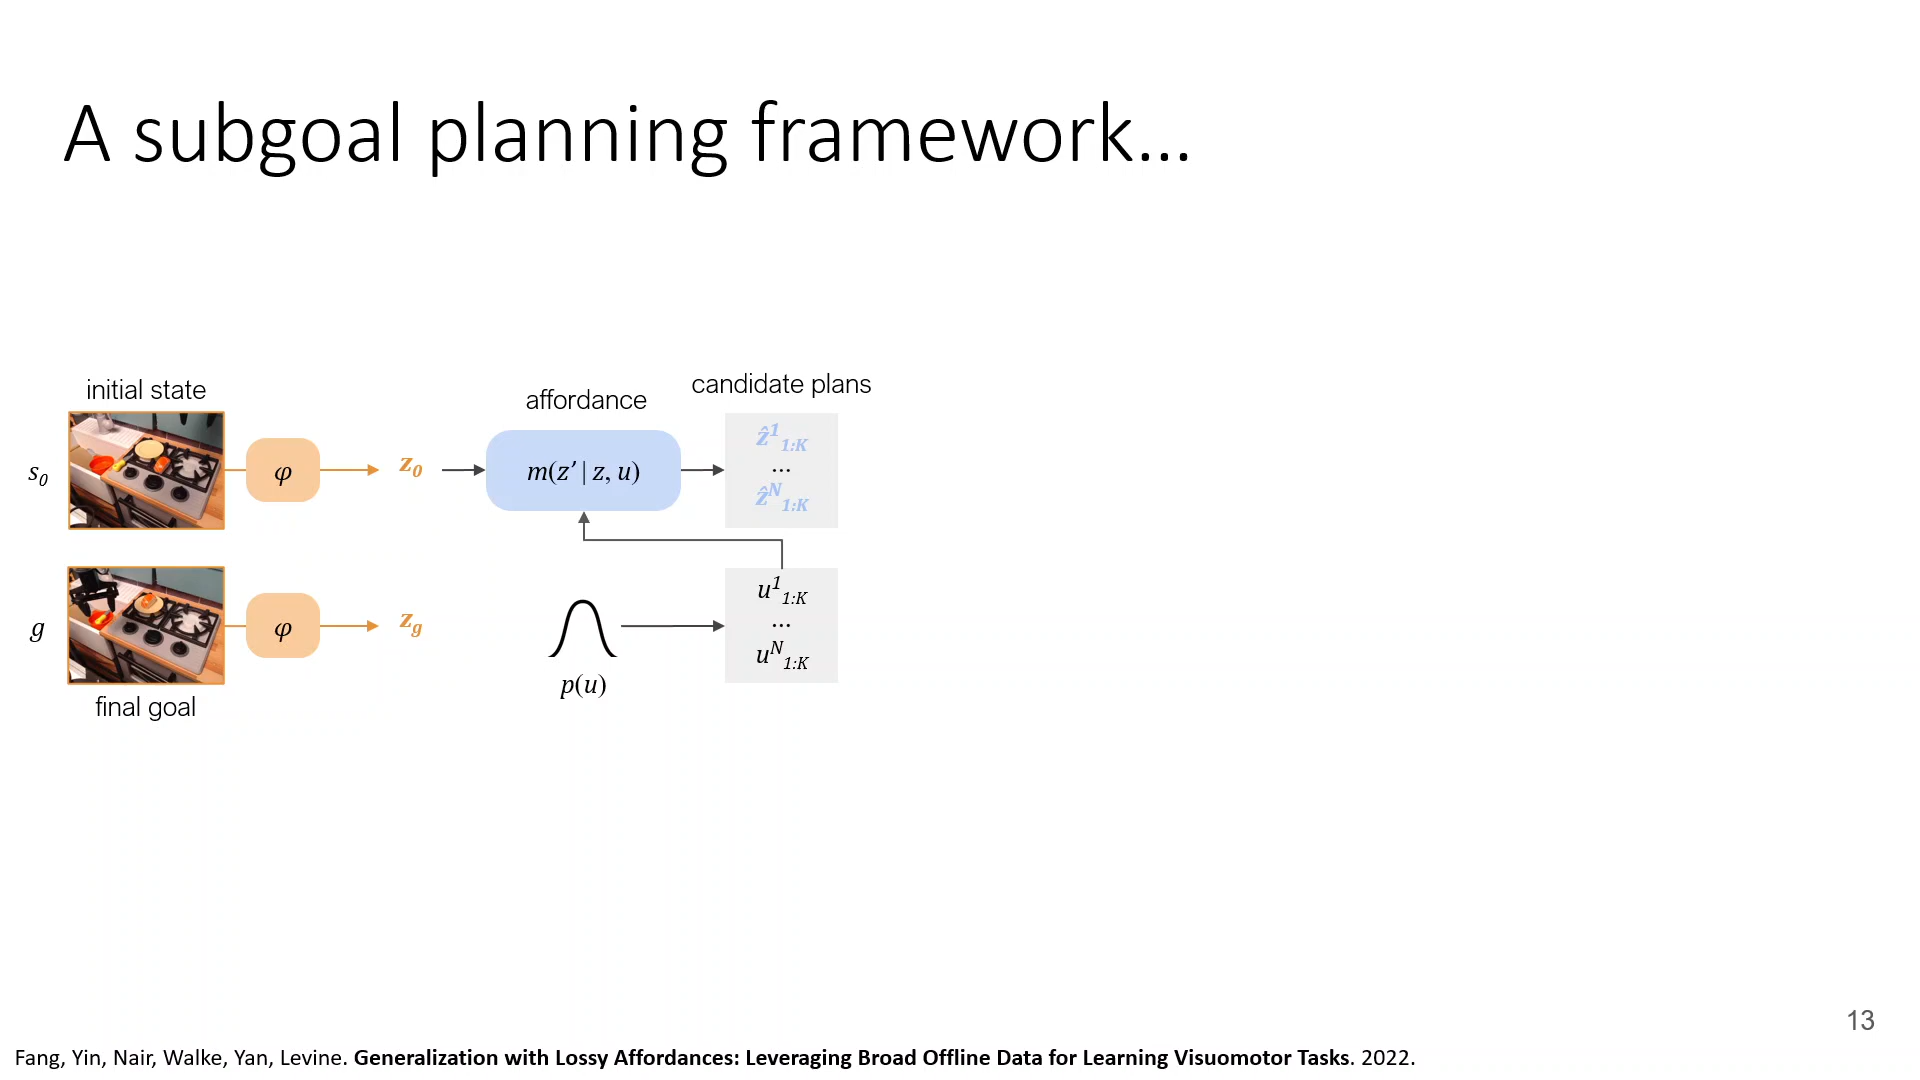 A subgoal planning framework...
initial state
affordance
candidate plans
s₀
φ
z₀
m(z′ | z, u)
ẑ¹₁:K
...
ẑᴺ₁:K
g
φ
z_g
p(u)
u¹₁:K
...
uᴺ₁:K
final goal
13
Fang, Yin, Nair, Walke, Yan, Levine. Generalization with Lossy Affordances: Leveraging Broad Offline Data for Learning Visuomotor Tasks. 2022.